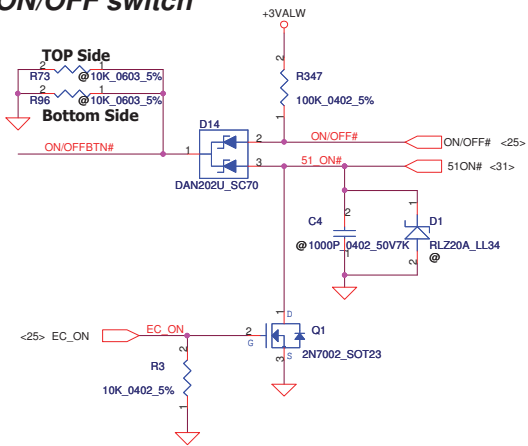 ON/OFF switch
+3VALW
TOP Side
2 1
R73 @10K_0603_5%
2 1
R96 @10K_0603_5%
Bottom Side
2
R347
100K_0402_5%
1
D14
ON/OFFBTN# 1
2 ON/OFF# ON/OFF# <25>
3 51_ON# 51ON# <31>
DAN202U_SC70
2
C4
@1000P_0402_50V7K
1
1
D1
RLZ20A_LL34
2
@
<25> EC_ON EC_ON
2
G
1
D
Q1
S
3
2N7002_SOT23
2
R3
10K_0402_5%
1